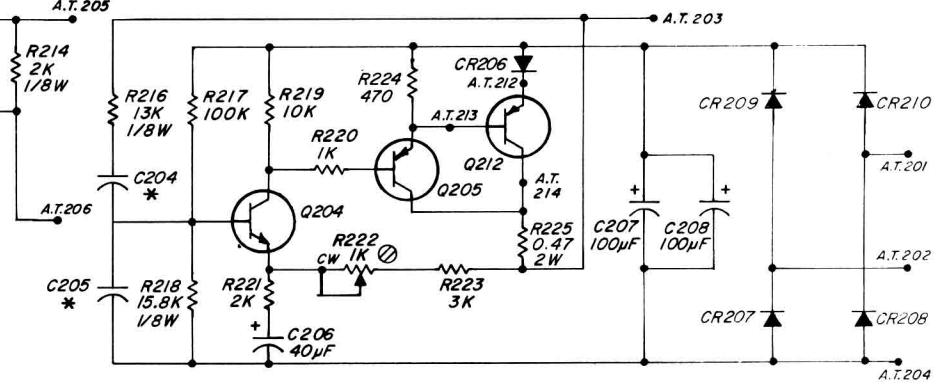 A.T.205
A.T.203
R214
2K
1/8W
R216
13K
1/8W
R217
100K
R219
10K
R224
470
CR206
A.T.212
A.T.213
R220
1K
Q212
Q205
A.T.
214
CR209
CR210
A.T.201
C204
*
A.T.206
Q204
R222
1K
CW
R225
0.47
2W
+
C207
100µF
+
C208
100µF
A.T.202
C205
*
R218
15.8K
1/8W
R221
2K
R223
3K
+
C206
40µF
CR207
CR208
A.T.204